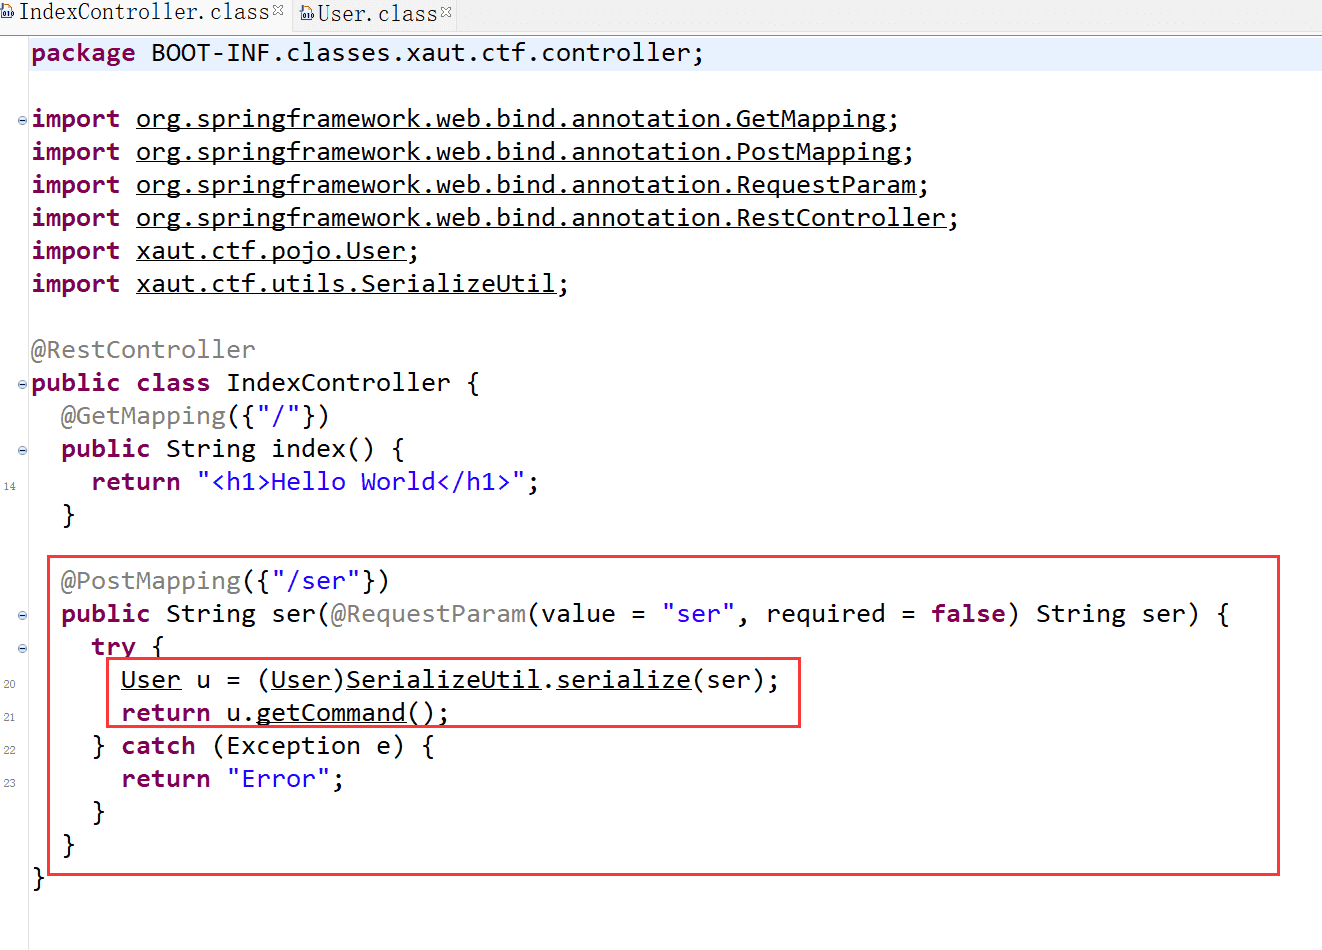 IndexController.class User.class
package BOOT-INF.classes.xaut.ctf.controller;
import org.springframework.web.bind.annotation.GetMapping;
import org.springframework.web.bind.annotation.PostMapping;
import org.springframework.web.bind.annotation.RequestParam;
import org.springframework.web.bind.annotation.RestController;
import xaut.ctf.pojo.User;
import xaut.ctf.utils.SerializeUtil;
@RestController
public class IndexController {
@GetMapping({"/"})
public String index() {
14 return "<h1>Hello World</h1>";
}
@PostMapping({"/ser"})
public String ser(@RequestParam(value = "ser", required = false) String ser) {
try {
20 User u = (User)SerializeUtil.serialize(ser);
21 return u.getCommand();
22 } catch (Exception e) {
23 return "Error";
}
}
}